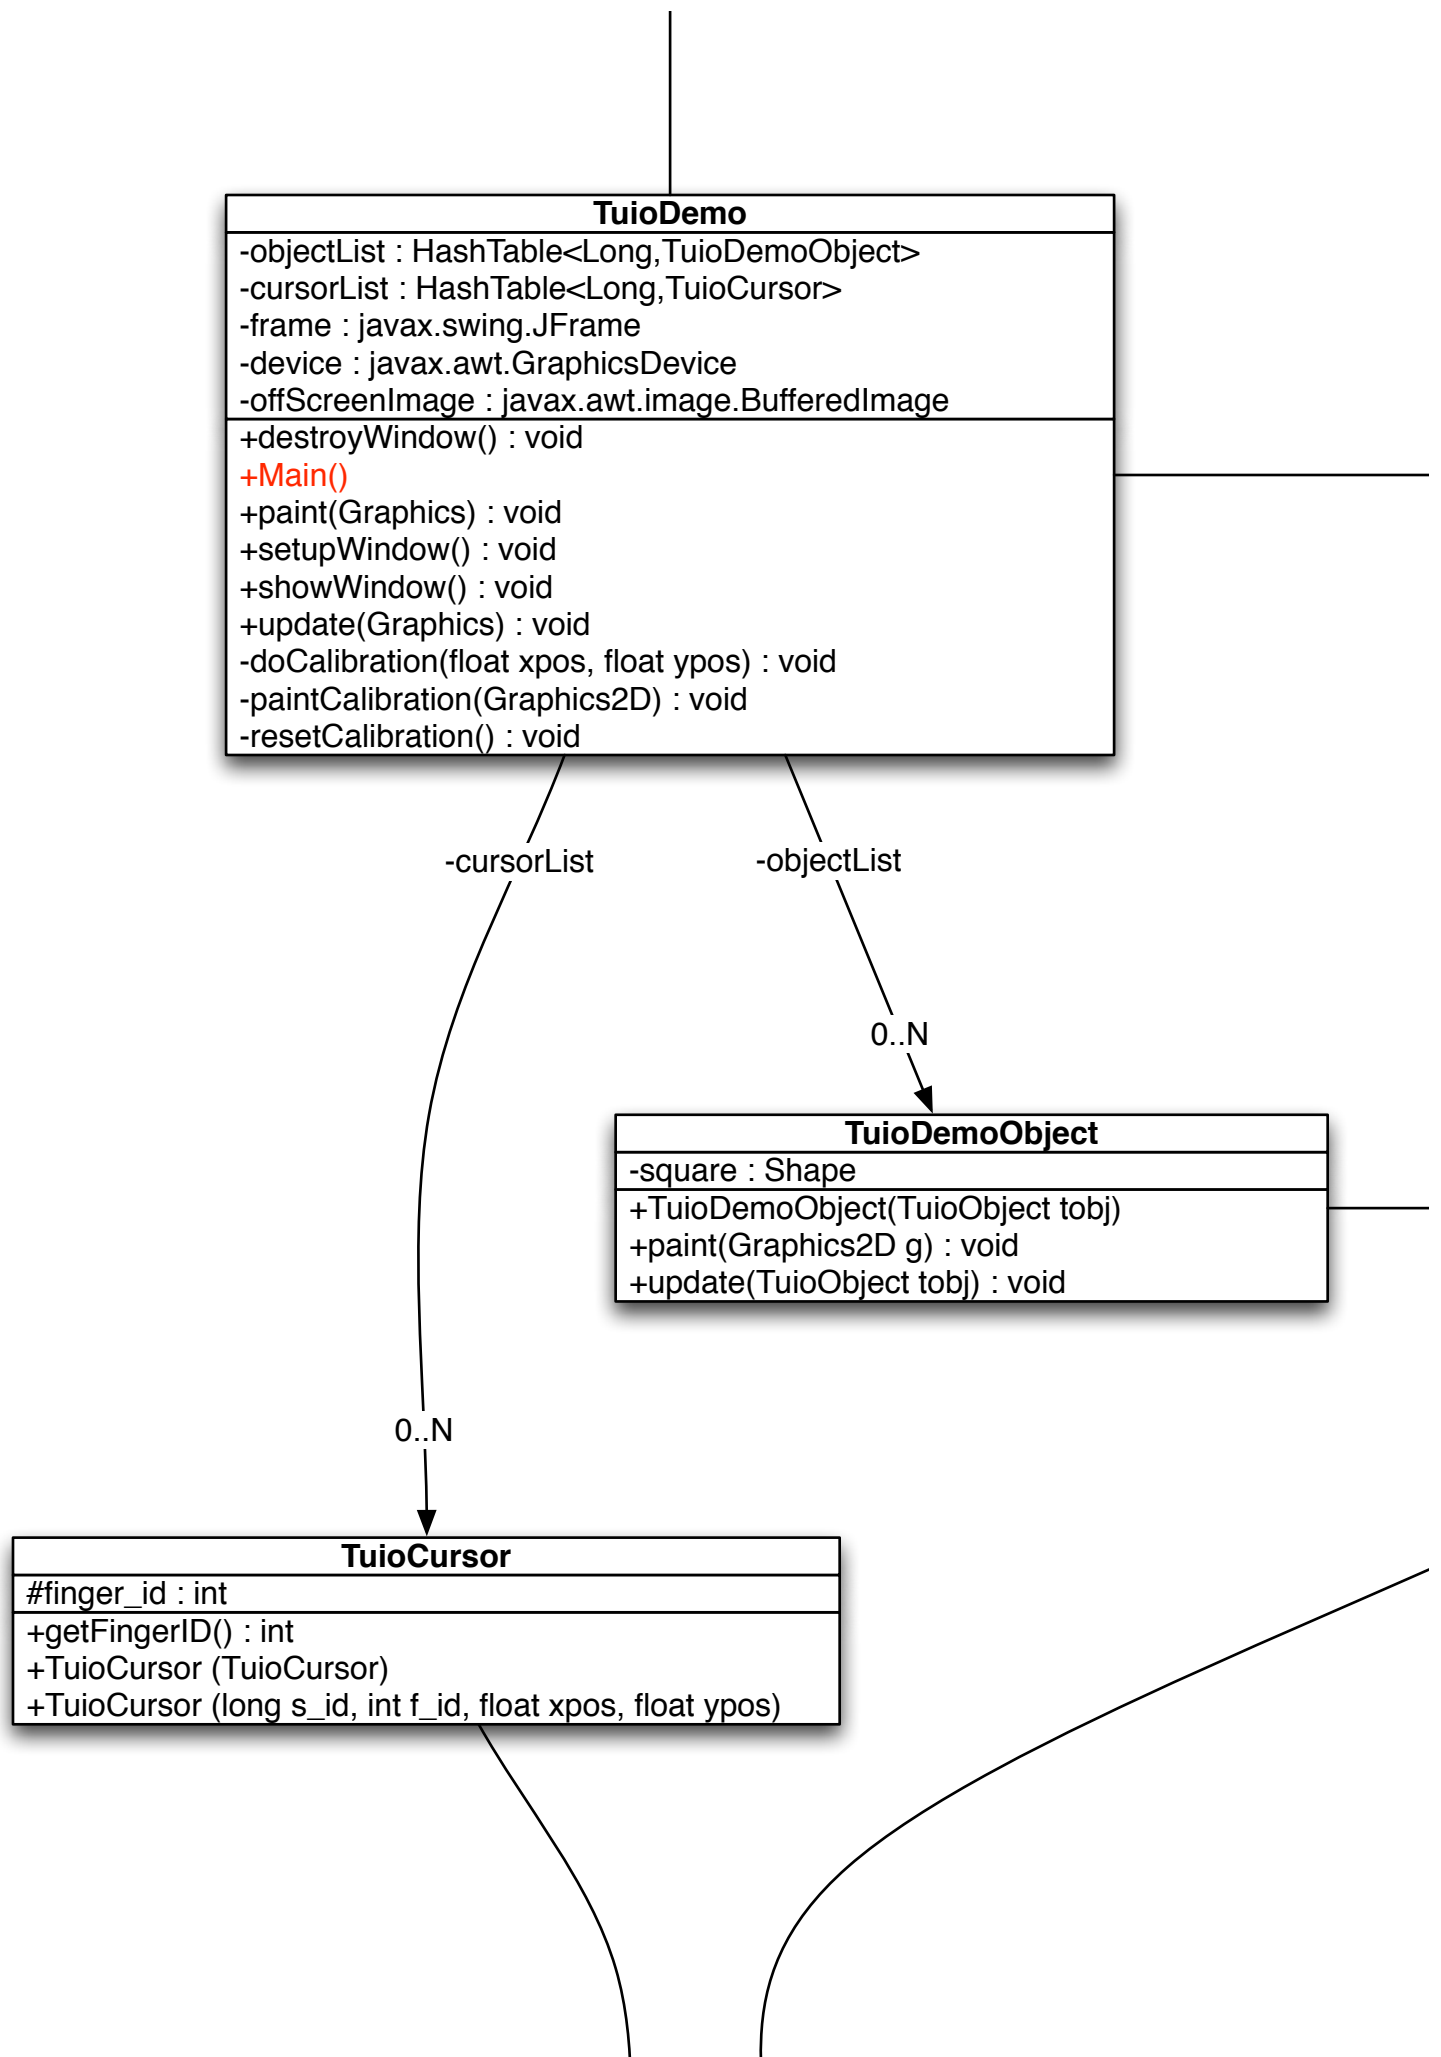 TuioDemo
-objectList : HashTable<Long,TuioDemoObject>
-cursorList : HashTable<Long,TuioCursor>
-frame : javax.swing.JFrame
-device : javax.awt.GraphicsDevice
-offScreenImage : javax.awt.image.BufferedImage
+destroyWindow() : void
+Main()
+paint(Graphics) : void
+setupWindow() : void
+showWindow() : void
+update(Graphics) : void
-doCalibration(float xpos, float ypos) : void
-paintCalibration(Graphics2D) : void
-resetCalibration() : void
-cursorList
-objectList
0..N
TuioDemoObject
-square : Shape
+TuioDemoObject(TuioObject tobj)
+paint(Graphics2D g) : void
+update(TuioObject tobj) : void
0..N
TuioCursor
#finger_id : int
+getFingerID() : int
+TuioCursor (TuioCursor)
+TuioCursor (long s_id, int f_id, float xpos, float ypos)